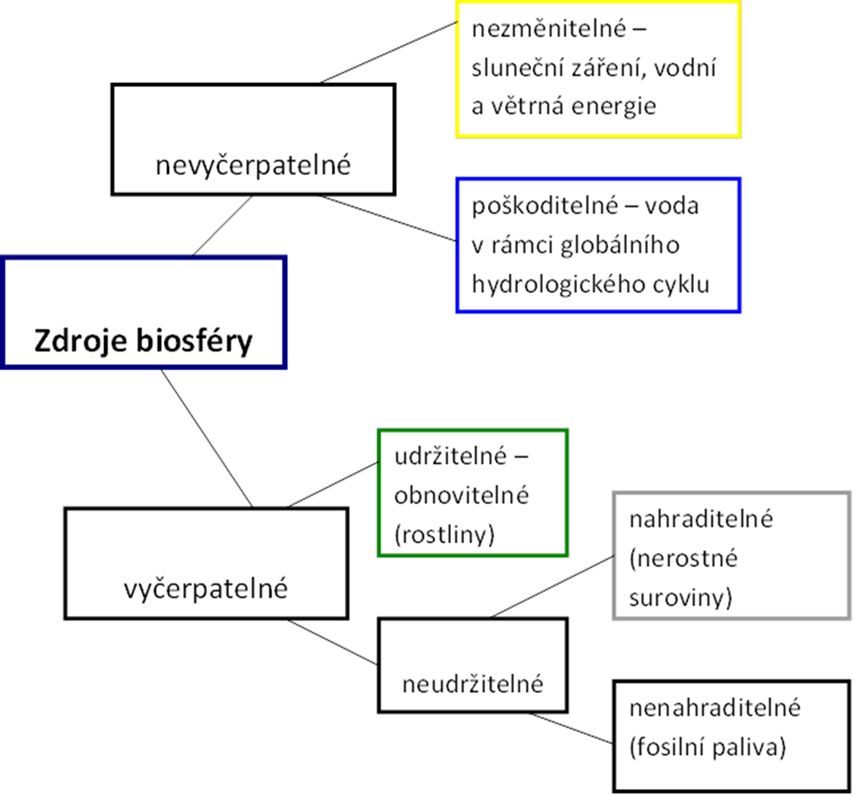 nezměnitelné –
sluneční záření, vodní
a větrná energie
nevyčerpatelné
poškoditelné – voda
v rámci globálního
hydrologického cyklu
Zdroje biosféry
udržitelné –
obnovitelné
(rostliny)
vyčerpatelné
nahraditelné
(nerostné
suroviny)
neudržitelné
nenahraditelné
(fosilní paliva)